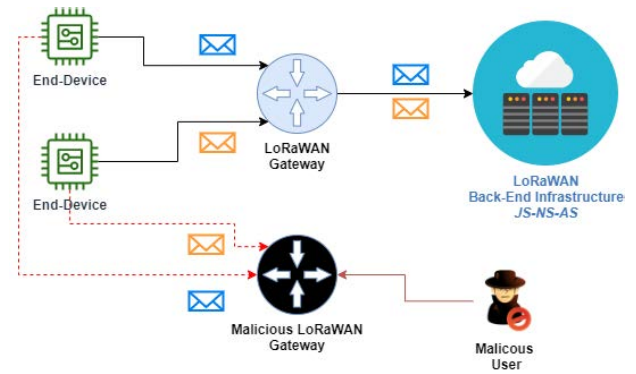 End-Device
LoRaWAN
Gateway
LoRaWAN
Back-End Infrastructure
JS-NS-AS
End-Device
Malicious LoRaWAN
Gateway
Malicous
User